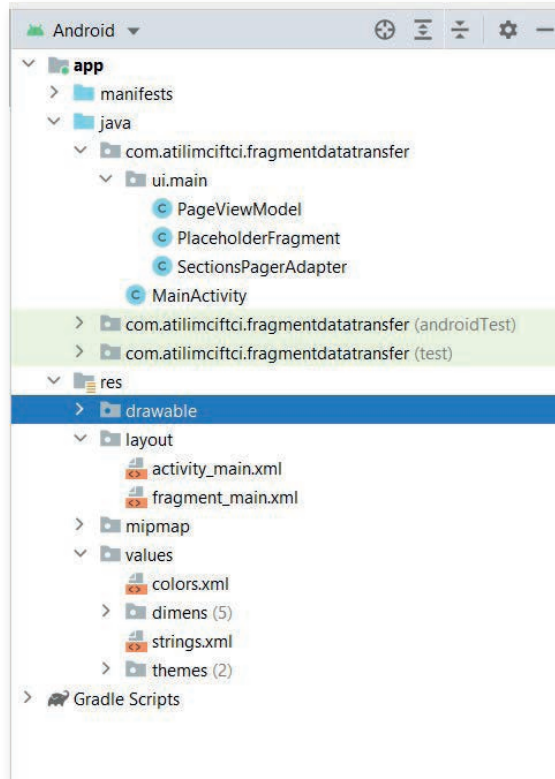 Android
app
manifests
java
com.atilimciftci.fragmentdatatransfer
ui.main
PageViewModel
PlaceholderFragment
SectionsPagerAdapter
MainActivity
com.atilimciftci.fragmentdatatransfer (androidTest)
com.atilimciftci.fragmentdatatransfer (test)
res
drawable
layout
activity_main.xml
fragment_main.xml
mipmap
values
colors.xml
dimens (5)
strings.xml
themes (2)
Gradle Scripts